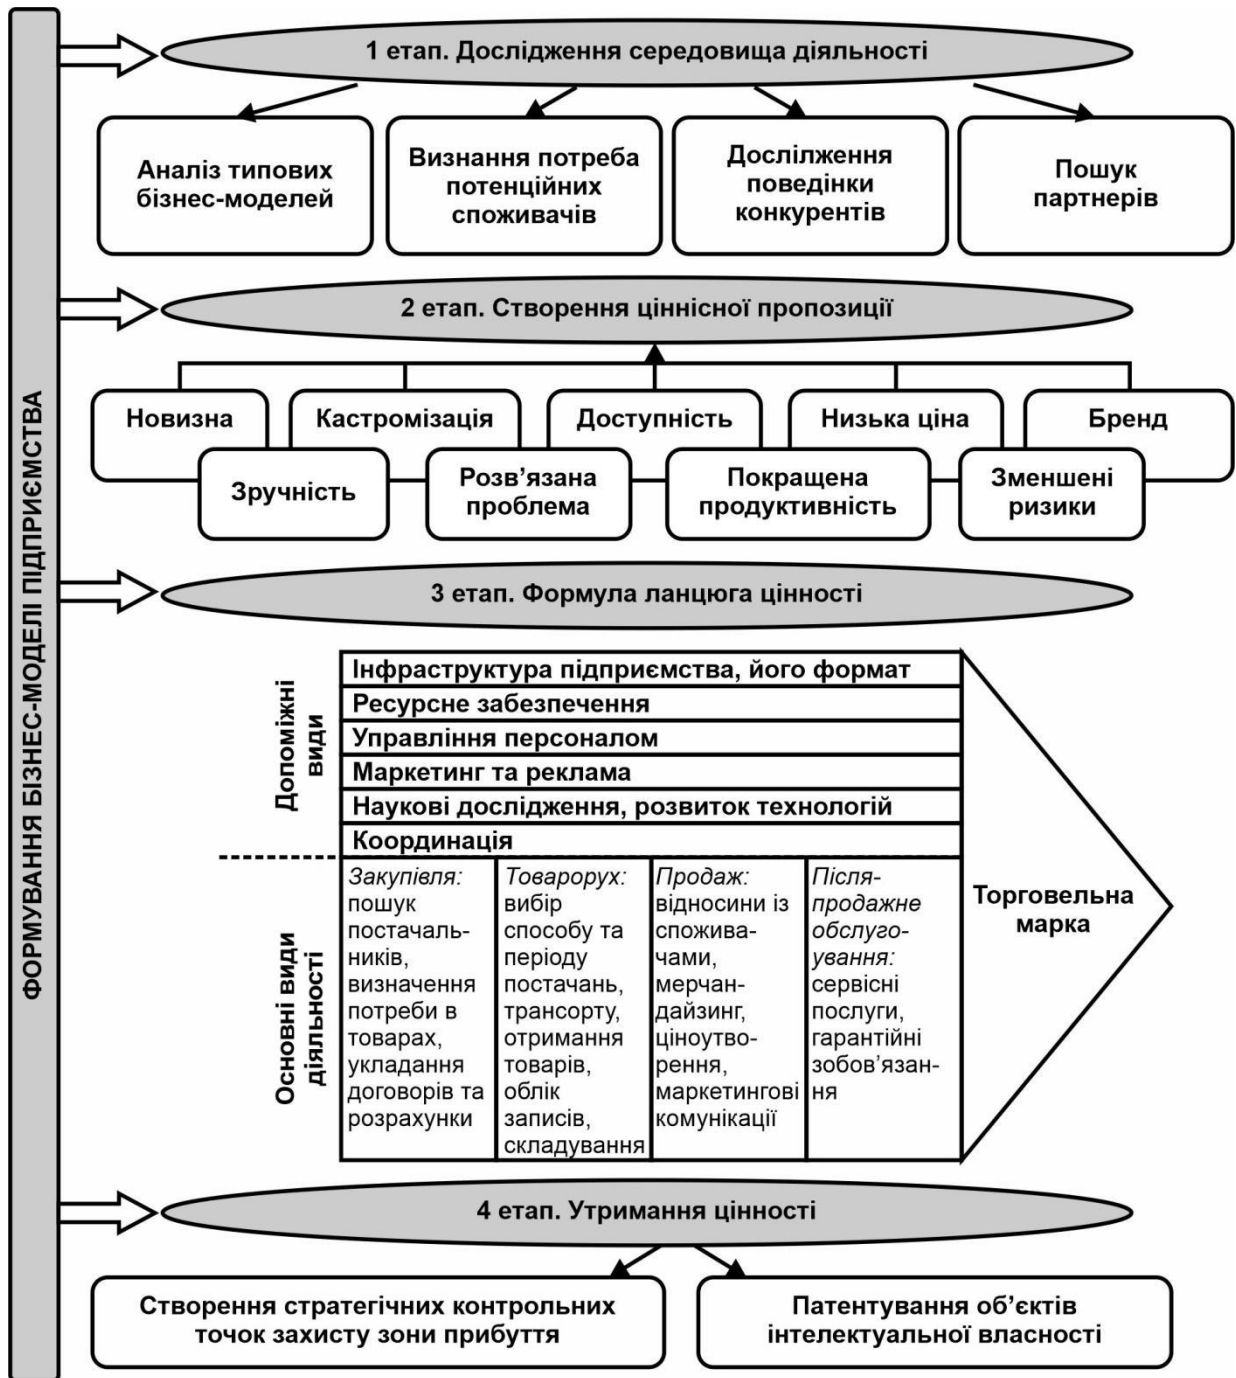 ФОРМУВАННЯ БІЗНЕС-МОДЕЛІ ПІДПРИЄМСТВА
1 етап. Дослідження середовища діяльності
Аналіз типових
бізнес-моделей
Визнання потреба
потенційних
споживачів
Дослілження
поведінки
конкурентів
Пошук
партнерів
2 етап. Створення ціннісної пропозиції
Новизна
Кастромізація
Доступність
Низька ціна
Бренд
Зручність
Розв’язана
проблема
Покращена
продуктивність
Зменшені
ризики
3 етап. Формула ланцюга цінності
Допоміжні
види
Інфраструктура підприємства, його формат
Ресурсне забезпечення
Управління персоналом
Маркетинг та реклама
Наукові дослідження, розвиток технологій
Координація
Основні види
діяльності
Закупівля:
пошук
постачаль-
ників,
визначення
потреби в
товарах,
укладання
договорів та
розрахунки
Товарорух:
вибір
способу та
періоду
постачань,
трансорту,
отримання
товарів,
облік
записів,
складування
Продаж:
відносини із
спожива-
чами,
мерчан-
дайзинг,
ціноутво-
рення,
маркетингові
комунікації
Після-
продажне
обслуго-
ування:
сервісні
послуги,
гарантійні
зобов’язан-
ня
Торговельна
марка
4 етап. Утримання цінності
Створення стратегічних контрольних
точок захисту зони прибуття
Патентування об’єктів
інтелектуальної власності